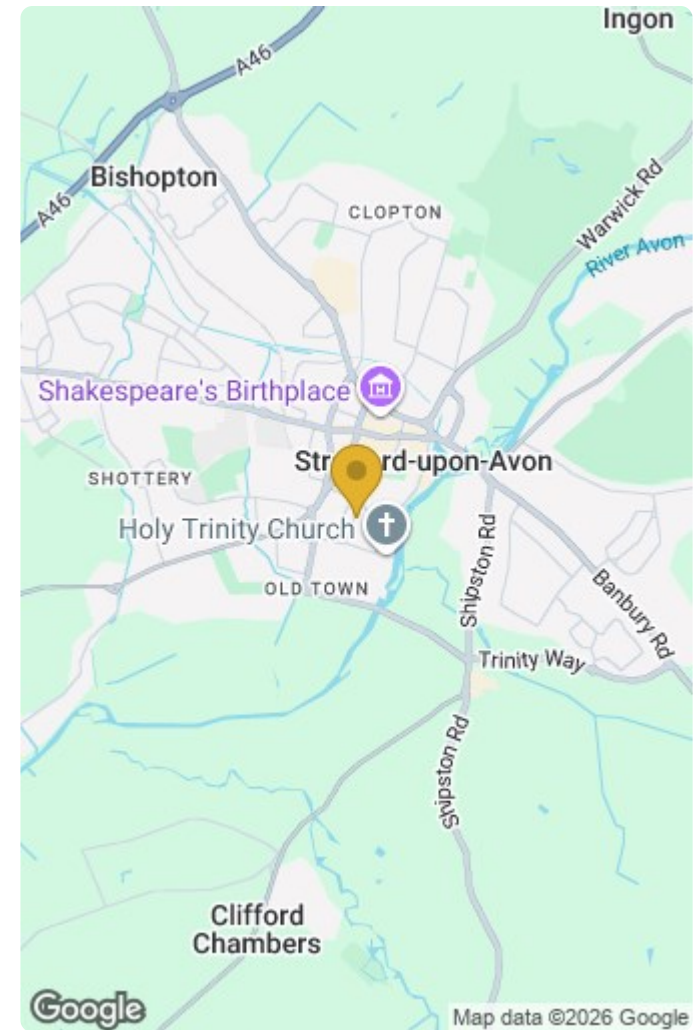 Ingon
A46
Bishopton
CLOPTON
A46
Warwick Rd
River Avon
Shakespeare's Birthplace
Str rd-upon-Avon
SHOTTERY
Holy Trinity Church
Shipston Rd
OLD TOWN
Banbury Rd
Trinity Way
Shipston Rd
Clifford
Chambers
Google
Map data ©2026 Google